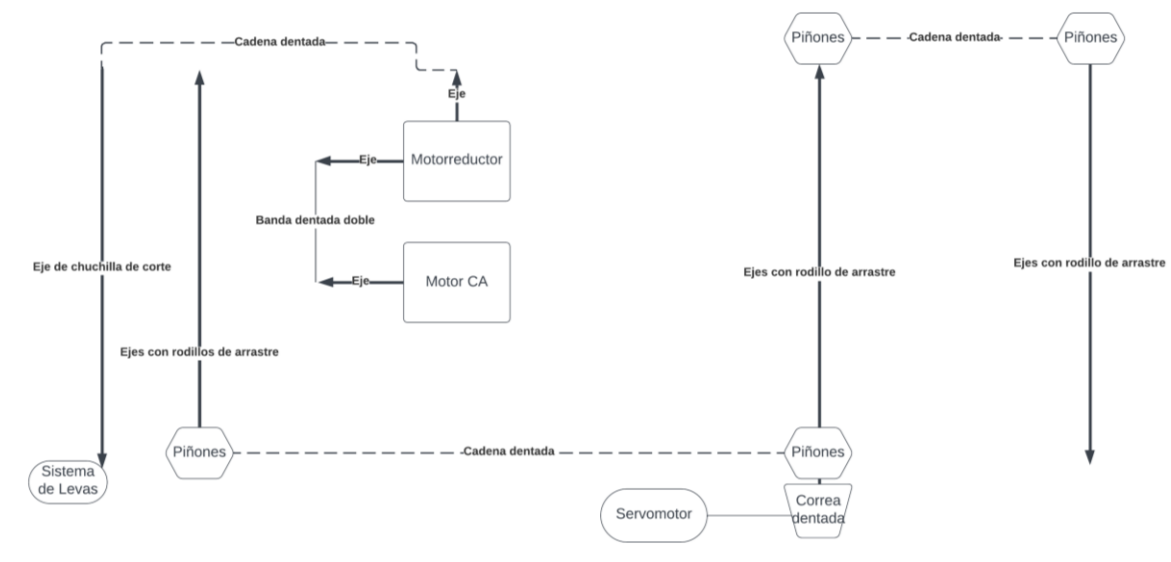 Cadena dentada
Piñones
Cadena dentada
Piñones
Eje
Eje
Motorreductor
Banda dentada doble
Eje de chuchilla de corte
Eje
Motor CA
Ejes con rodillo de arrastre
Ejes con rodillo de arrastre
Ejes con rodillos de arrastre
Piñones
Cadena dentada
Piñones
Sistema
de Levas
Servomotor
Correa
dentada